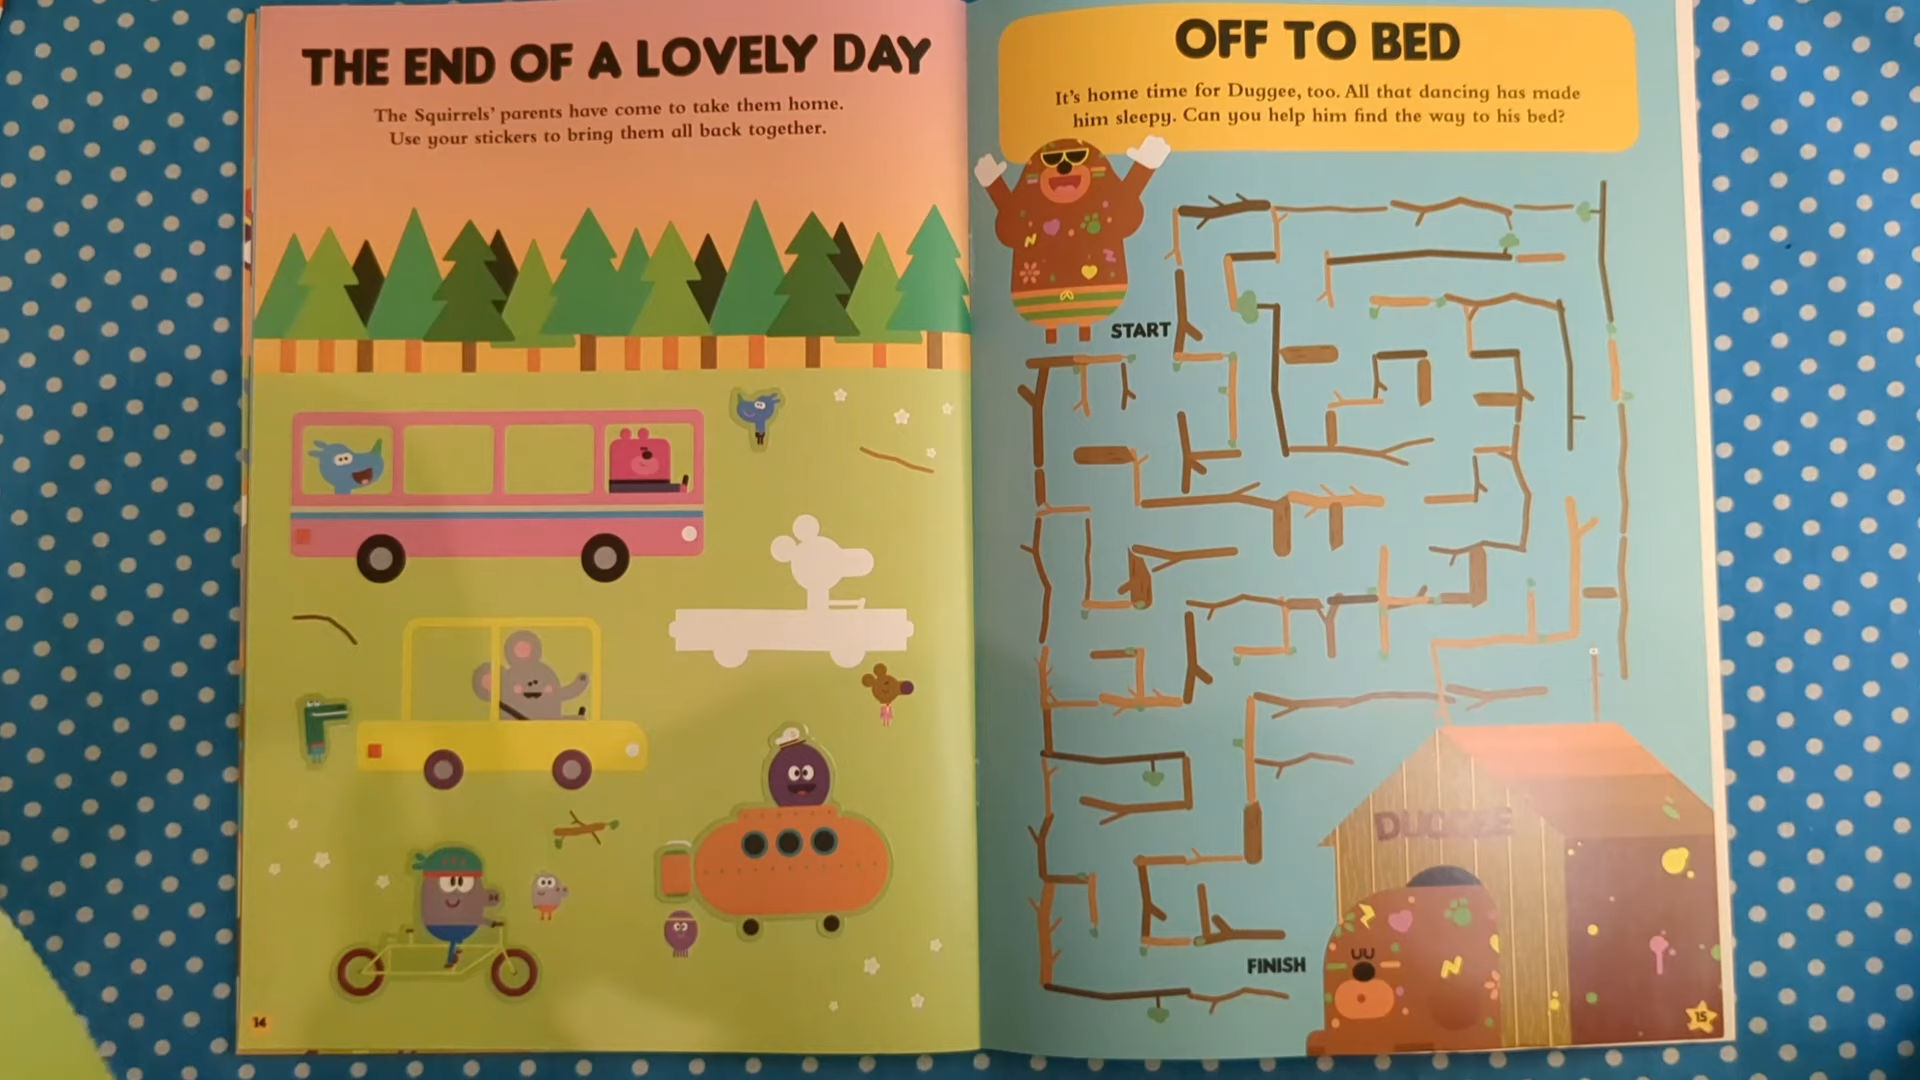 THE END OF A LOVELY DAY
The Squirrels' parents have come to take them home.
Use your stickers to bring them all back together.
14
OFF TO BED
It's home time for Duggee, too. All that dancing has made
him sleepy. Can you help him find the way to his bed?
START
DUGGEE
FINISH
15